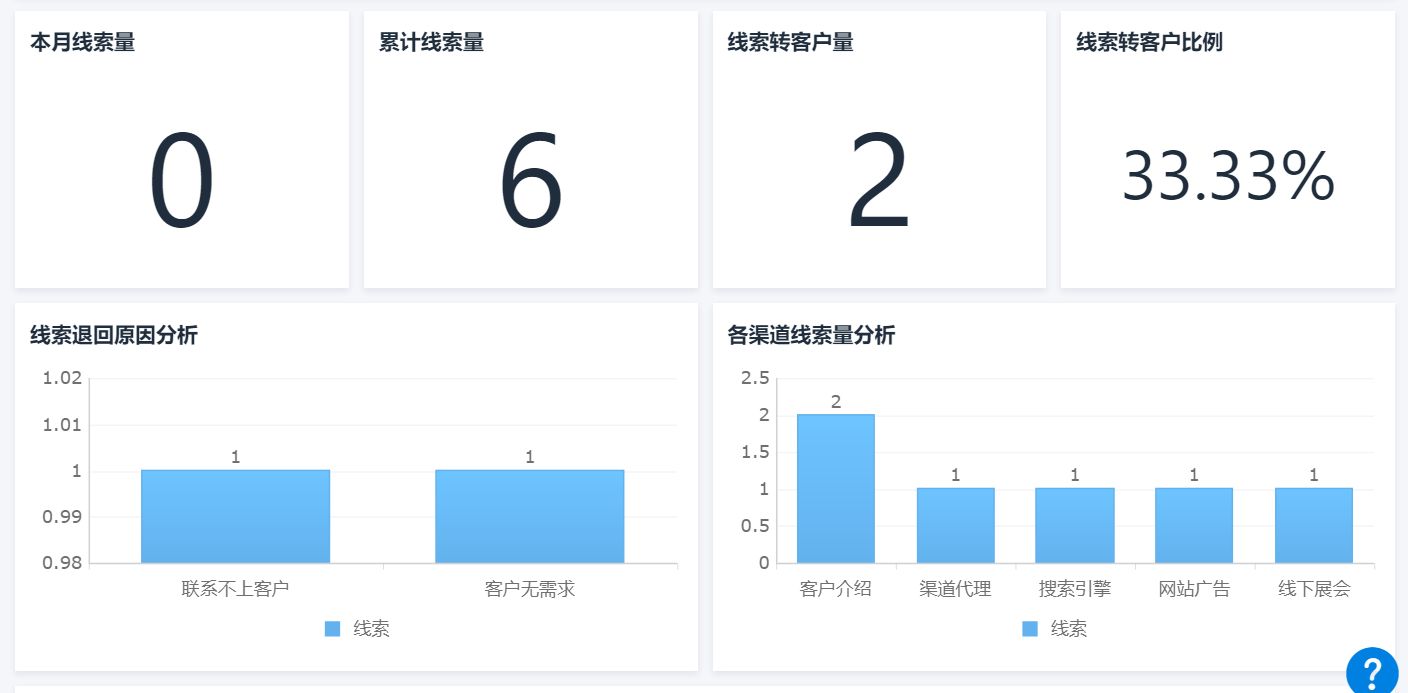 本月线索量
0
累计线索量
6
线索转客户量
2
线索转客户比例
33.33%
线索退回原因分析
1.02
1.01
1
0.99
0.98
1
1
联系不上客户
客户无需求
线索
各渠道线索量分析
2.5
2
1.5
1
0.5
0
2
1
1
1
1
客户介绍
渠道代理
搜索引擎
网站广告
线下展会
线索
?